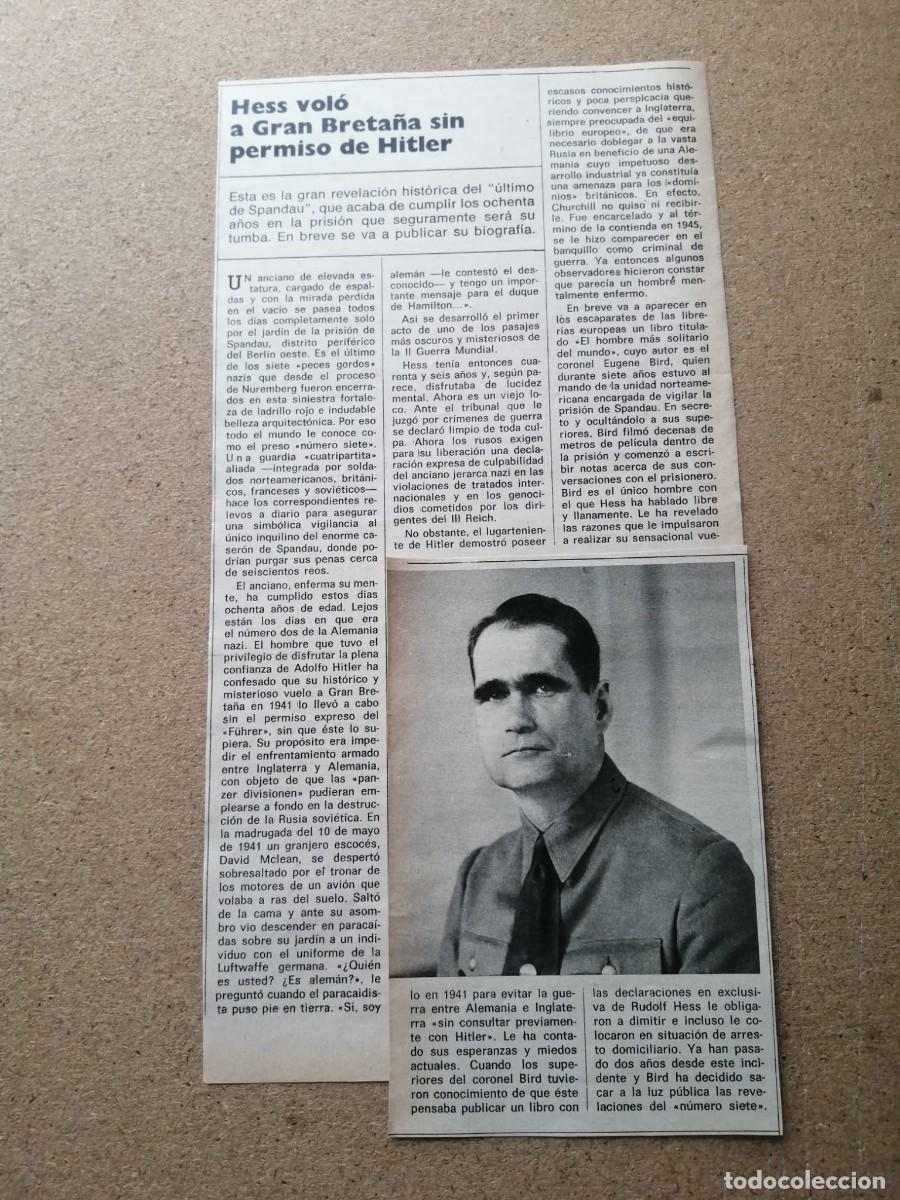 Hess voló
a Gran Bretaña sin
permiso de Hitler
Esta es la gran revelación histórica del "último
de Spandau", que acaba de cumplir los ochenta
años en la prisión que seguramente será su
tumba. En breve se va a publicar su biografía.
UN anciano de elevada es-
tatura, cargado de espal-
das y con la mirada perdida
en el vacio se pasea todos
los días completamente solo
por el jardín de la prisión de
Spandau, distrito periférico
del Berlín oeste. Es el último
de los siete «peces gordos»
nazis que desde el proceso
de Nuremberg fueron encerra-
dos en esta siniestra fortale-
za de ladrillo rojo e indudable
belleza arquitectónica. Por eso
todo el mundo le conoce co-
mo el preso «número siete».
Una guardia «cuatripartita»
aliada —integrada por solda-
dos norteamericanos, británi-
cos, franceses y soviéticos—
hace los correspondientes re-
levos a diario para asegurar
una simbólica vigilancia al
único inquilino del enorme ca-
serón de Spandau, donde po-
drían purgar sus penas cerca
de seiscientos reos.
El anciano, enferma su men-
te, ha cumplido estos días
ochenta años de edad. Lejos
están los dias en que era
el número dos de la Alemania
nazi. El hombre que tuvo el
privilegio de disfrutar la plena
confianza de Adolfo Hitler ha
confesado que su histórico y
misterioso vuelo a Gran Bre-
taña en 1941 lo llevó a cabo
sin el permiso expreso del
«Führer», sin que éste lo su-
piera. Su propósito era impe-
dir el enfrentamiento armado
entre Inglaterra y Alemania,
con objeto de que las «pan-
zer divisionen» pudieran em-
plearse a fondo en la destruc-
ción de la Rusia soviética. En
la madrugada del 10 de mayo
de 1941 un granjero escocés,
David Mclean, se despertó
sobresaltado por el tronar de
los motores de un avión que
volaba a ras del suelo. Saltó
de la cama y ante su asom-
bro vio descender en paracaí-
das sobre su jardín a un indi-
viduo con el uniforme de la
Luftwaffe germana. «¿Quién
es usted? ¿Es alemán?», le
preguntó cuando el paracaidis-
ta puso pie en tierra. «Sí, soy
alemán —le contestó el des-
conocido— y tengo un impor-
tante mensaje para el duque
de Hamilton...».
Asi se desarrolló el primer
acto de uno de los pasajes
más oscuros y misteriosos de
la II Guerra Mundial.
Hess tenía entonces cua-
renta y seis años y, según pa-
rece, disfrutaba de lucidez
mental. Ahora es un viejo lo-
co. Ante el tribunal que le
juzgó por crímenes de guerra
se declaró limpio de toda cul-
pa. Ahora los rusos exigen
para su liberación una decla-
ración expresa de culpabilidad
del anciano jerarca nazi en las
violaciones de tratados inter-
nacionales y en los genoci-
dios cometidos por los diri-
gentes del III Reich.
No obstante, el lugartenien-
te de Hitler demostró poseer
escasos conocimientos histó-
ricos y poca perspicacia que-
riendo convencer a Inglaterra,
siempre preocupada del «equi-
librio europeo», de que era
necesario doblegar a la vasta
Rusia en beneficio de una Ale-
mania cuyo impetuoso des-
arrollo industrial ya constituía
una amenaza para los «domi-
nios» británicos. En efecto,
Churchill no quiso ni recibir-
le. Fue encarcelado y al tér-
mino de la contienda en 1945,
se le hizo comparecer en el
banquillo como criminal de
guerra. Ya entonces algunos
observadores hicieron constar
que parecía un hombre men-
talmente enfermo.
En breve va a aparecer en
los escaparates de las libre-
rías europeas un libro titula-
do «El hombre más solitario
del mundo», cuyo autor es el
coronel Eugene Bird, quien
durante siete años estuvo al
mando de la unidad norteame-
ricana encargada de vigilar la
prisión de Spandau. En secre-
to y ocultándolo a sus supe-
riores, Bird filmó decenas de
metros de película dentro de
la prisión y comenzó a escri-
bir notas acerca de sus con-
versaciones con el prisionero.
Bird es el único hombre con
el que Hess ha hablado libre
y llanamente. Le ha revelado
las razones que le impulsaron
a realizar su sensacional vue-
lo en 1941 para evitar la gue-
rra entre Alemania e Inglate-
rra «sin consultar previamen-
te con Hitler». Le ha conta-
do sus esperanzas y miedos
actuales. Cuando los supe-
riores del coronel Bird tuvie-
ron conocimiento de que éste
pensaba publicar un libro con
las declaraciones en exclusi-
va de Rudolf Hess le obliga-
ron a dimitir e incluso le co-
locaron en situación de arres-
to domiciliario. Ya han pasa-
do dos años desde este inci-
dente y Bird ha decidido sa-
car a la luz pública las reve-
laciones del «número siete».
todocoleccion